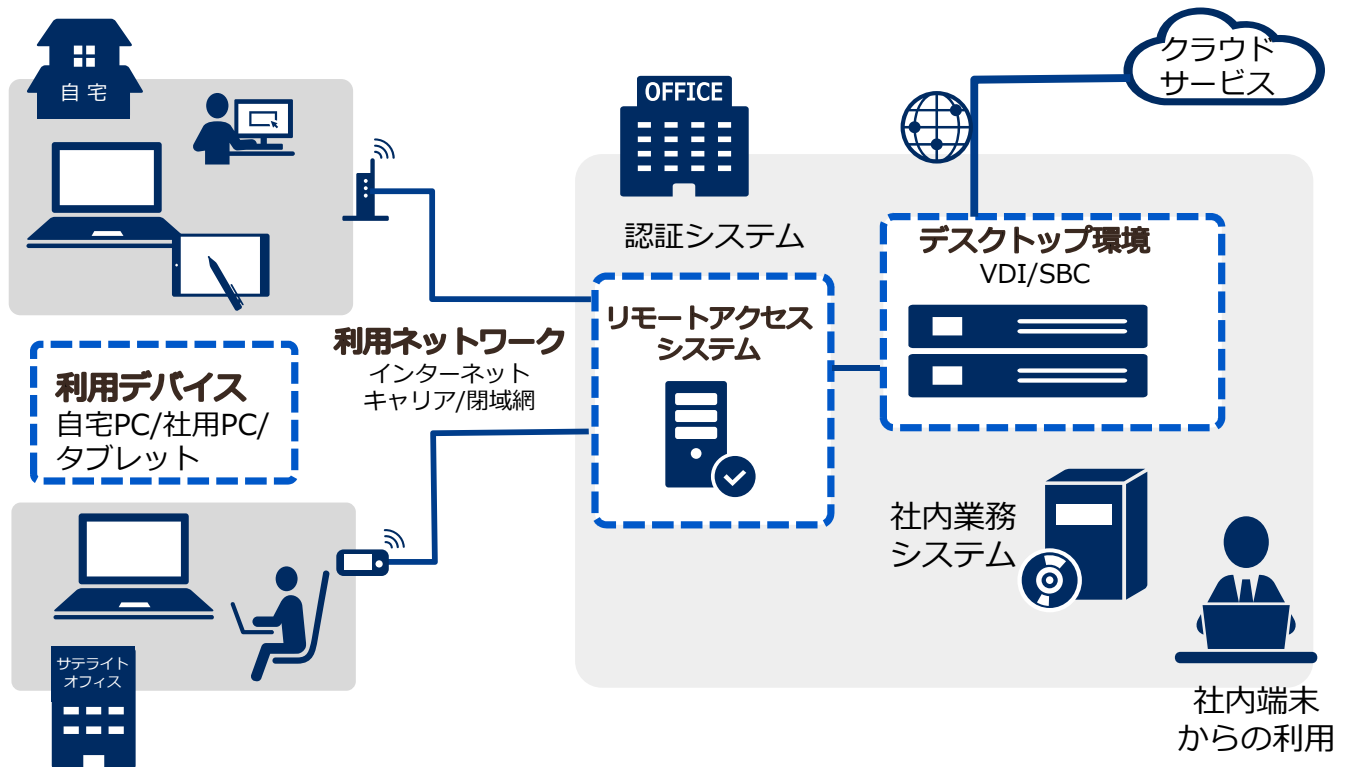 自宅
OFFICE
クラウド
サービス
認証システム
デスクトップ環境
VDI/SBC
リモートアクセス
システム
利用ネットワーク
インターネット
キャリア/閉域網
利用デバイス
自宅PC/社用PC/
タブレット
社内業務
システム
サテライト
オフィス
社内端末
からの利用